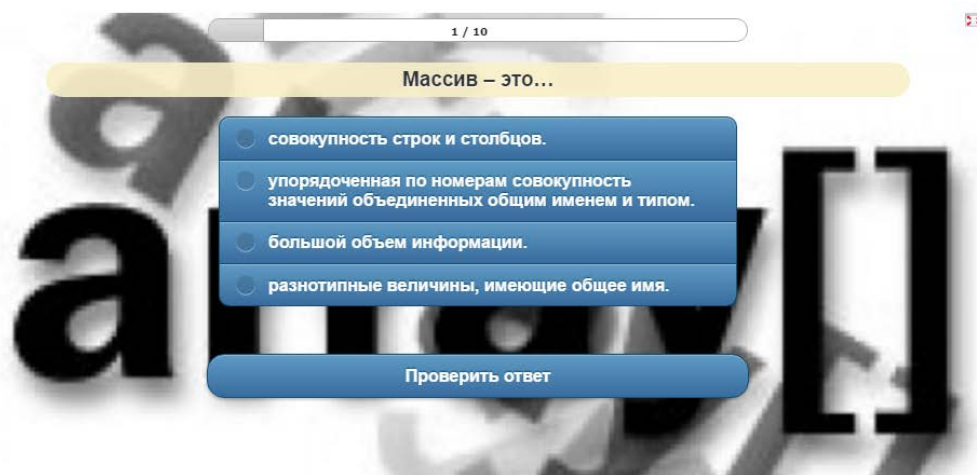 1 / 10
Массив – это…
совокупность строк и столбцов.
упорядоченная по номерам совокупность
значений объединенных общим именем и типом.
большой объем информации.
разнотипные величины, имеющие общее имя.
array[]
Проверить ответ